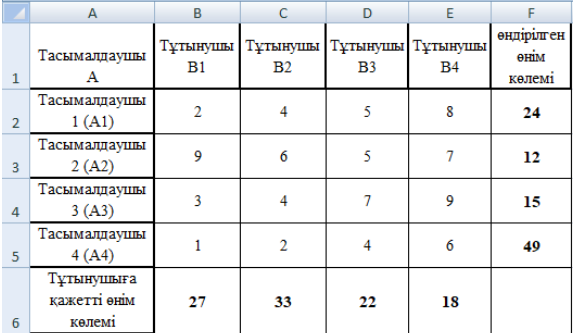 A B C D E F
1 Тасымалдаушы А Тұтынушы В1 Тұтынушы В2 Тұтынушы В3 Тұтынушы В4 өндірілген өнім көлемі
2 Тасымалдаушы 1 (А1) 2 4 5 8 24
3 Тасымалдаушы 2 (А2) 9 6 5 7 12
4 Тасымалдаушы 3 (А3) 3 4 7 9 15
5 Тасымалдаушы 4 (А4) 1 2 4 6 49
6 Тұтынушыға қажетті өнім көлемі 27 33 22 18